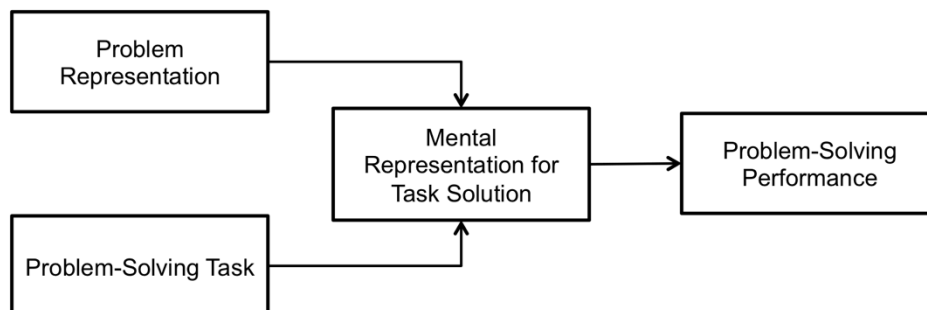 Problem
Representation
Mental
Representation for
Task Solution
Problem-Solving
Performance
Problem-Solving Task